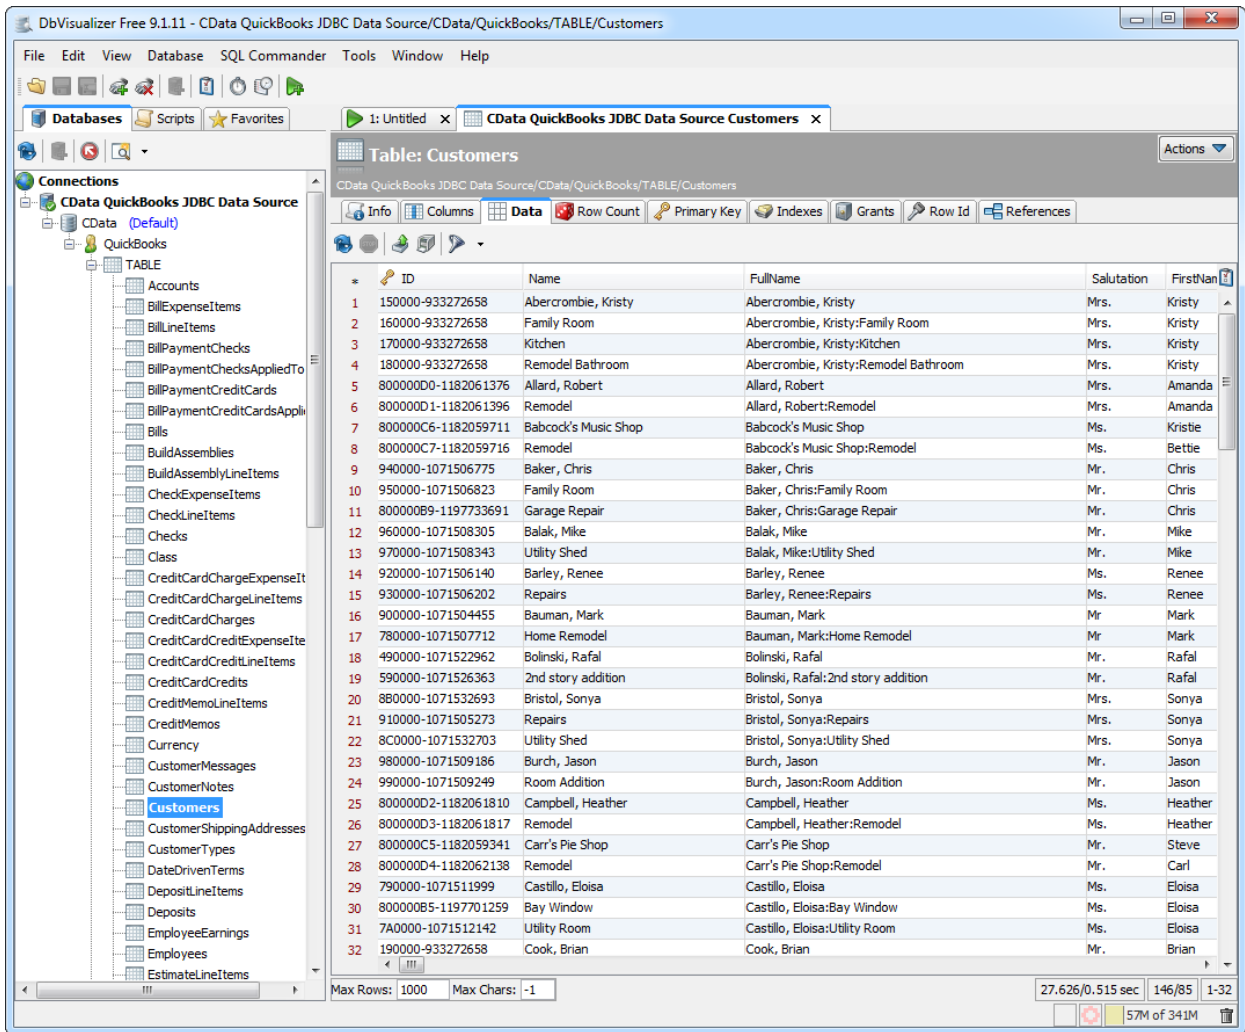 DbVisualizer Free 9.1.11 - CData QuickBooks JDBC Data Source/CData/QuickBooks/TABLE/Customers
File Edit View Database SQL Commander Tools Window Help
Databases Scripts Favorites
Connections
CData QuickBooks JDBC Data Source
CData (Default)
QuickBooks
TABLE
Accounts
BillExpenseItems
BillLineItems
BillPaymentChecks
BillPaymentChecksAppliedTo
BillPaymentCreditCards
BillPaymentCreditCardsAppli
Bills
BuildAssemblies
BuildAssemblyLineItems
CheckExpenseItems
CheckLineItems
Checks
Class
CreditCardChargeExpenseIt
CreditCardChargeLineItems
CreditCardCharges
CreditCardCreditExpenseIte
CreditCardCreditLineItems
CreditCardCredits
CreditMemoLineItems
CreditMemos
Currency
CustomerMessages
CustomerNotes
Customers
CustomerShippingAddresses
CustomerTypes
DateDrivenTerms
DepositLineItems
Deposits
EmployeeEarnings
Employees
EstimateLineItems
1: Untitled x CData QuickBooks JDBC Data Source Customers x
Table: Customers Actions
CData QuickBooks JDBC Data Source/CData/QuickBooks/TABLE/Customers
Info Columns Data Row Count Primary Key Indexes Grants Row Id References
* ID Name FullName Salutation FirstNan
1 150000-933272658 Abercrombie, Kristy Abercrombie, Kristy Mrs. Kristy
2 160000-933272658 Family Room Abercrombie, Kristy:Family Room Mrs. Kristy
3 170000-933272658 Kitchen Abercrombie, Kristy:Kitchen Mrs. Kristy
4 180000-933272658 Remodel Bathroom Abercrombie, Kristy:Remodel Bathroom Mrs. Kristy
5 800000D0-1182061376 Allard, Robert Allard, Robert Mrs. Amanda
6 800000D1-1182061396 Remodel Allard, Robert:Remodel Mrs. Amanda
7 800000C6-1182059711 Babcock's Music Shop Babcock's Music Shop Ms. Kristie
8 800000C7-1182059716 Remodel Babcock's Music Shop:Remodel Ms. Bettie
9 940000-1071506775 Baker, Chris Baker, Chris Mr. Chris
10 950000-1071506823 Family Room Baker, Chris:Family Room Mr. Chris
11 800000B9-1197733691 Garage Repair Baker, Chris:Garage Repair Mr. Chris
12 960000-1071508305 Balak, Mike Balak, Mike Mr. Mike
13 970000-1071508343 Utility Shed Balak, Mike:Utility Shed Mr. Mike
14 920000-1071506140 Barley, Renee Barley, Renee Ms. Renee
15 930000-1071506202 Repairs Barley, Renee:Repairs Ms. Renee
16 900000-1071504455 Bauman, Mark Bauman, Mark Mr Mark
17 780000-1071507712 Home Remodel Bauman, Mark:Home Remodel Mr Mark
18 490000-1071522962 Bolinski, Rafal Bolinski, Rafal Mr. Rafal
19 590000-1071526363 2nd story addition Bolinski, Rafal:2nd story addition Mr. Rafal
20 8B0000-1071532693 Bristol, Sonya Bristol, Sonya Mrs. Sonya
21 910000-1071505273 Repairs Bristol, Sonya:Repairs Mrs. Sonya
22 8C0000-1071532703 Utility Shed Bristol, Sonya:Utility Shed Mrs. Sonya
23 980000-1071509186 Burch, Jason Burch, Jason Mr. Jason
24 990000-1071509249 Room Addition Burch, Jason:Room Addition Mr. Jason
25 800000D2-1182061810 Campbell, Heather Campbell, Heather Ms. Heather
26 800000D3-1182061817 Remodel Campbell, Heather:Remodel Ms. Heather
27 800000C5-1182059341 Carr's Pie Shop Carr's Pie Shop Mr. Steve
28 800000D4-1182062138 Remodel Carr's Pie Shop:Remodel Mr. Carl
29 790000-1071511999 Castillo, Eloisa Castillo, Eloisa Ms. Eloisa
30 800000B5-1197701259 Bay Window Castillo, Eloisa:Bay Window Ms. Eloisa
31 7A0000-1071512142 Utility Room Castillo, Eloisa:Utility Room Ms. Eloisa
32 190000-933272658 Cook, Brian Cook, Brian Mr. Brian
Max Rows: 1000 Max Chars: -1 27.626/0.515 sec 146/85 1-32
57M of 341M